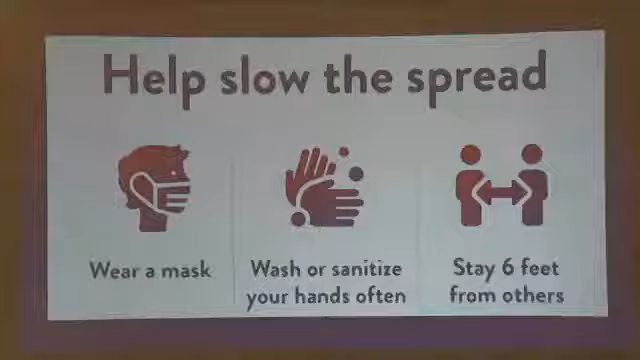 Help slow the spread
Wear a mask
Wash or sanitize
your hands often
Stay 6 feet
from others